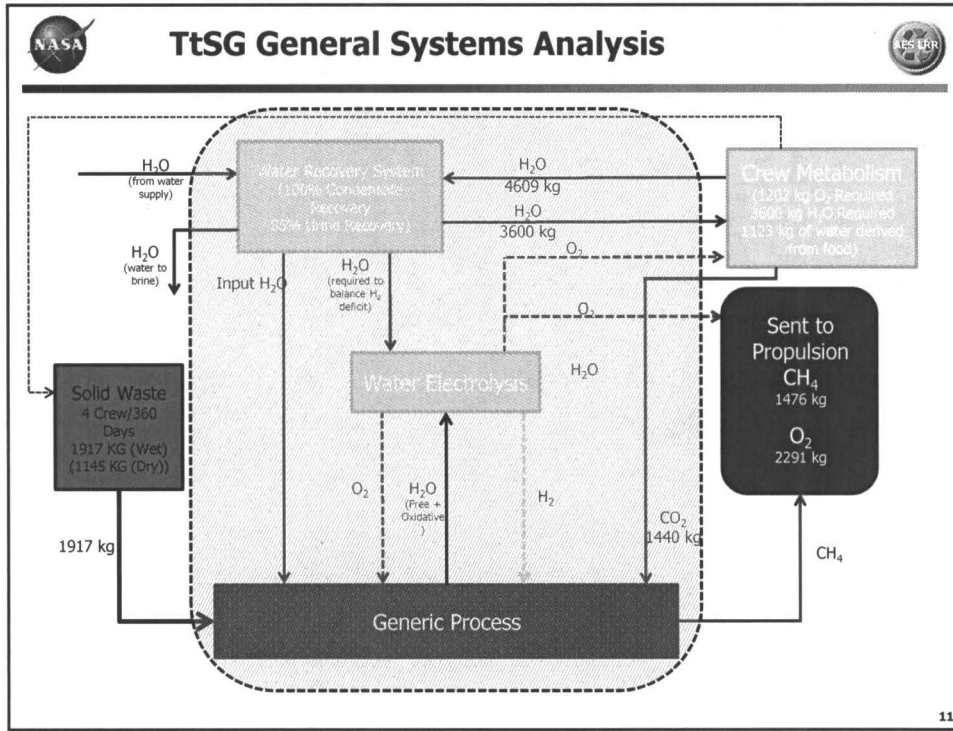 NASA
TtSG General Systems Analysis
AES LRR
H₂O
(from water
supply)
Water Recovery System
(100% Condensate
Recovery
85% Urine Recovery)
H₂O
4609 kg
H₂O
3600 kg
Crew Metabolism
(1202 kg O₂ Required
3600 kg H₂O Required
1123 kg of water derived
from food)
H₂O
(water to
brine)
Input H₂O
H₂O
(required to
balance H₂
deficit)
O₂
O₂
Sent to
Propulsion
CH₄
1476 kg
O₂
2291 kg
Water Electrolysis
H₂O
Solid Waste
4 Crew/360
Days
1917 KG (Wet)
(1145 KG (Dry))
O₂
H₂O
(Free +
Oxidative
)
H₂
CO₂
1440 kg
1917 kg
CH₄
Generic Process
11